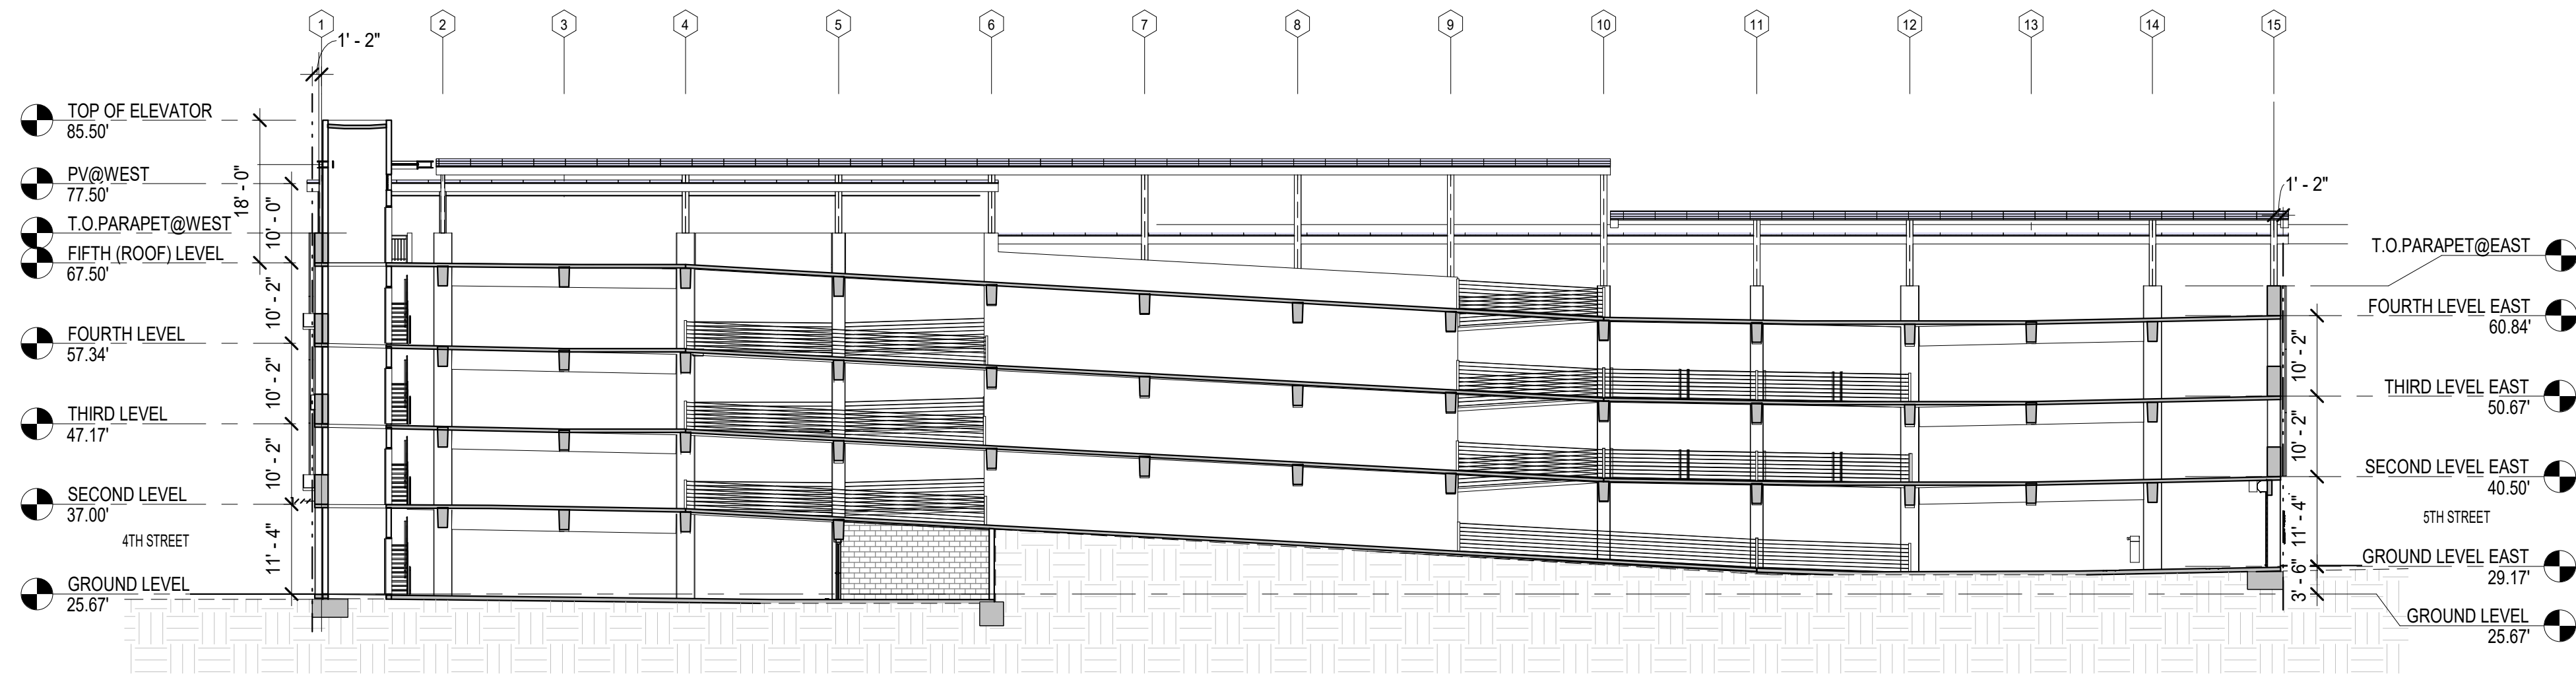 1 2 3 4 5 6 7 8 9 10 11 12 13 14 15
1' - 2"
TOP OF ELEVATOR
85.50'
PV@WEST
77.50'
T.O.PARAPET@WEST
FIFTH (ROOF) LEVEL
67.50'
FOURTH LEVEL
57.34'
THIRD LEVEL
47.17'
SECOND LEVEL
37.00'
4TH STREET
GROUND LEVEL
25.67'
18' - 0"
10' - 0"
10' - 2"
10' - 2"
10' - 2"
11' - 4"
1' - 2"
T.O.PARAPET@EAST
FOURTH LEVEL EAST
60.84'
THIRD LEVEL EAST
50.67'
SECOND LEVEL EAST
40.50'
5TH STREET
GROUND LEVEL EAST
29.17'
GROUND LEVEL
25.67'
10' - 2"
10' - 2"
11' - 4"
3' - 6"